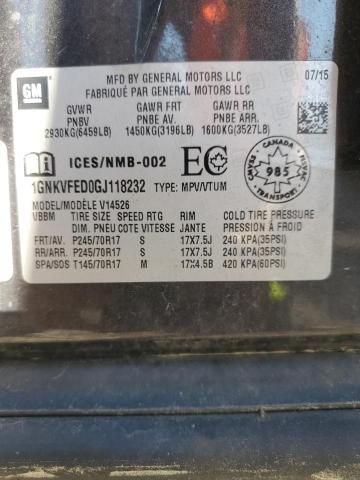 GM
MFD BY GENERAL MOTORS LLC 07/15
FABRIQUÉ PAR GENERAL MOTORS LLC
GVWR GAWR FRT GAWR RR
PNBV PNBE AV. PNBE ARR.
2930KG(6459LB) 1450KG(3196LB) 1600KG(3527LB)
ICES/NMB-002 EC
CANADA
985
1GNKVFED0GJ118232 TYPE: MPV/VTUM
MODEL/MODÈLE V14526
VBBM TIRE SIZE SPEED RTG RIM COLD TIRE PRESSURE
DIM. PNEU COTE VITESSE JANTE PRESSION À FROID
FRT/AV. P245/70R17 S 17X7.5J 240 KPA(35PSI)
RR/ARR. P245/70R17 S 17X7.5J 240 KPA(35PSI)
SPA/SOS T145/70R17 M 17X4.5B 420 KPA(60PSI)